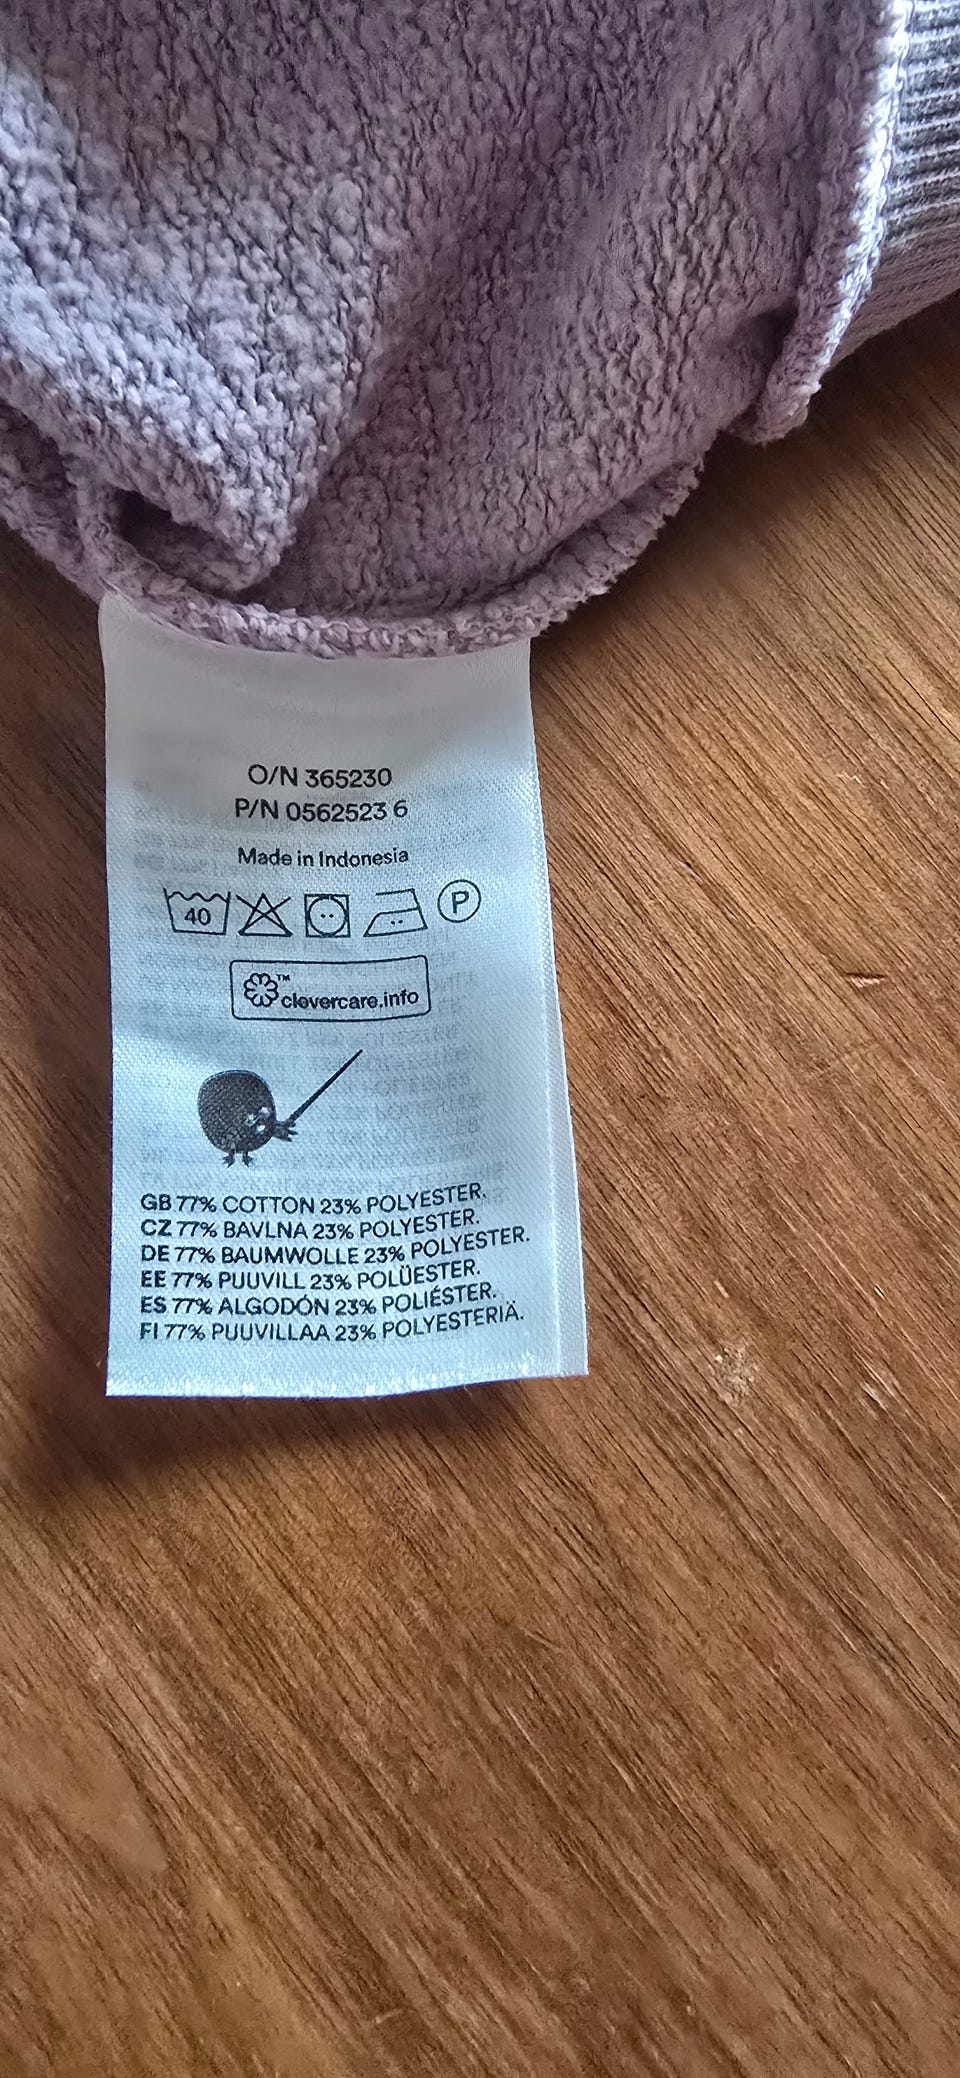 O/N 365230
P/N 0562523 6
Made in Indonesia
40 P
™ clevercare.info
GB 77% COTTON 23% POLYESTER.
CZ 77% BAVLNA 23% POLYESTER.
DE 77% BAUMWOLLE 23% POLYESTER.
EE 77% PUUVILL 23% POLÜESTER.
ES 77% ALGODÓN 23% POLIÉSTER.
FI 77% PUUVILLAA 23% POLYESTERIÄ.